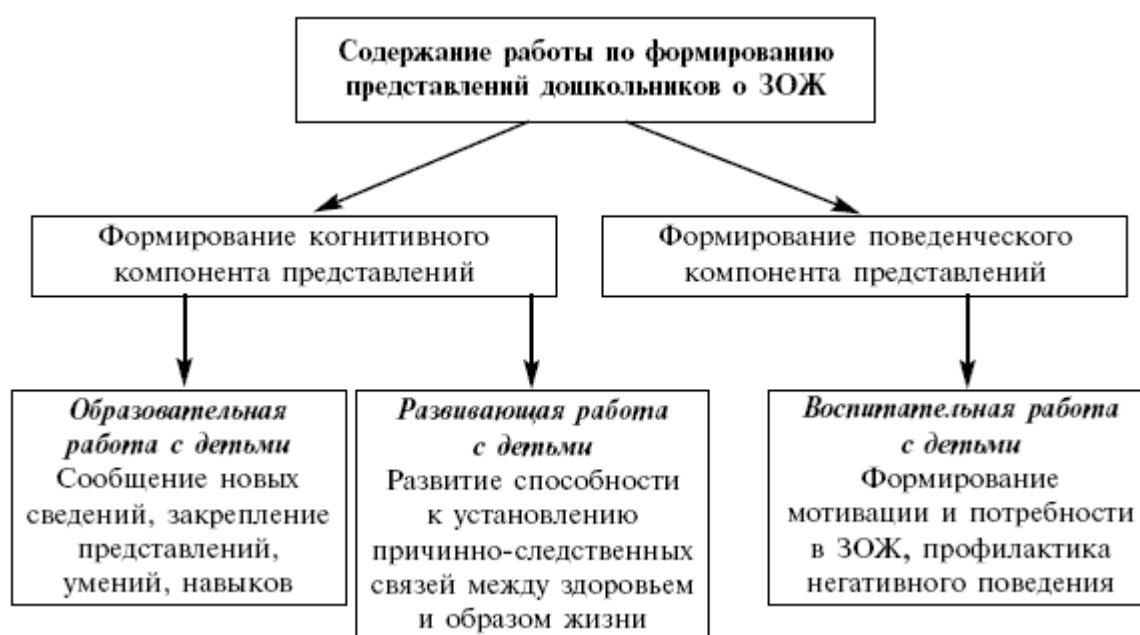 Содержание работы по формированию
представлений дошкольников о ЗОЖ
Формирование когнитивного
компонента представлений
Формирование поведенческого
компонента представлений
Образовательная
работа с детьми
Сообщение новых
сведений, закрепление
представлений,
умений, навыков
Развивающая работа
с детьми
Развитие способности
к установлению
причинно-следственных
связей между здоровьем
и образом жизни
Воспитательная работа
с детьми
Формирование
мотивации и потребности
в ЗОЖ, профилактика
негативного поведения